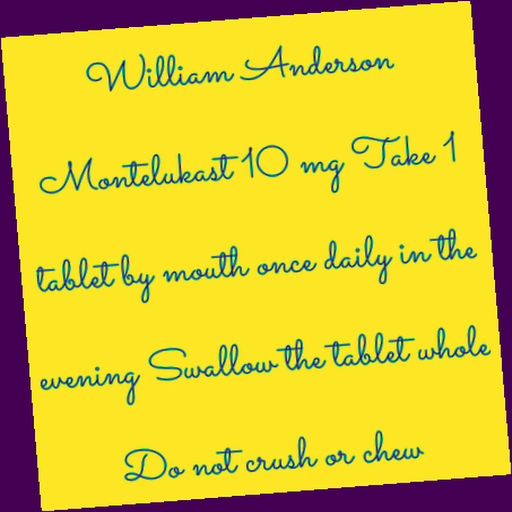 William Anderson
Montelukast 10 mg Take 1
tablet by mouth once daily in the
evening Swallow the tablet whole
Do not crush or chew